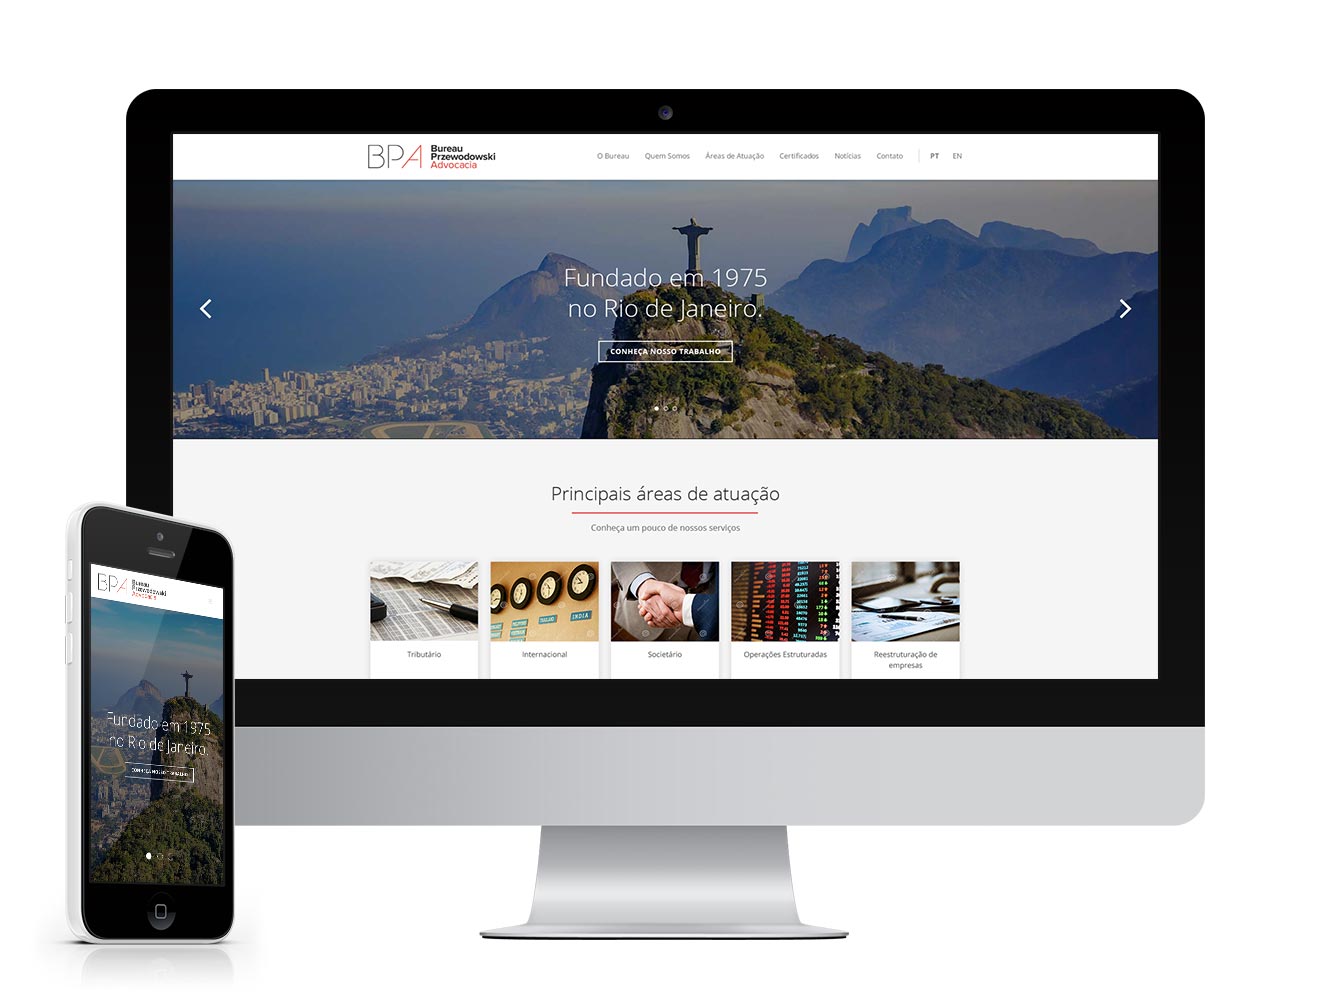 BPA
Bureau
Przewodowski
Advocacia
O Bureau
Quem Somos
Áreas de Atuação
Certificados
Notícias
Contato
PT
EN
Fundado em 1975
no Rio de Janeiro.
CONHEÇA NOSSO TRABALHO
Principais áreas de atuação
Conheça um pouco de nossos serviços
THAILAND
INDIA
Tributário
Internacional
Societário
Operações Estruturadas
Reestruturação de
empresas
BPA
Bureau
Przewodowski
Advocacia
Fundado em 1975
no Rio de Janeiro.
CONHEÇA NOSSO TRABALHO